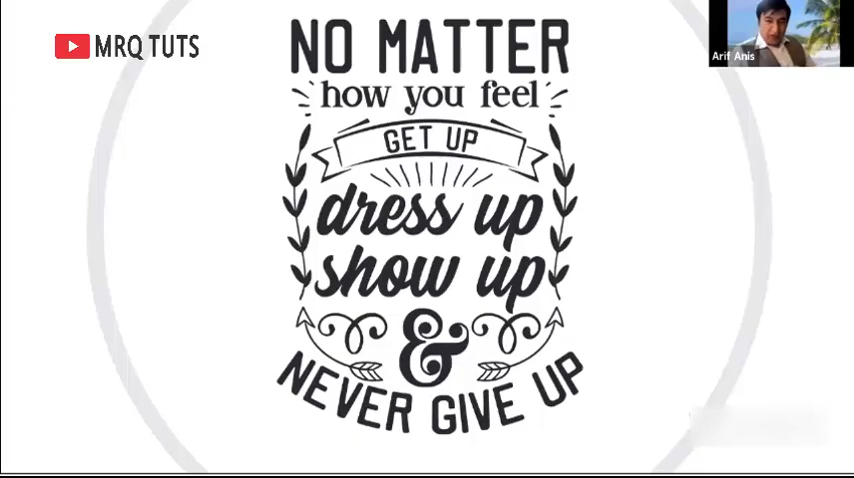 MRQ TUTS
Arif Anis
NO MATTER
how you feel
GET UP
dress up
show up
&
NEVER GIVE UP